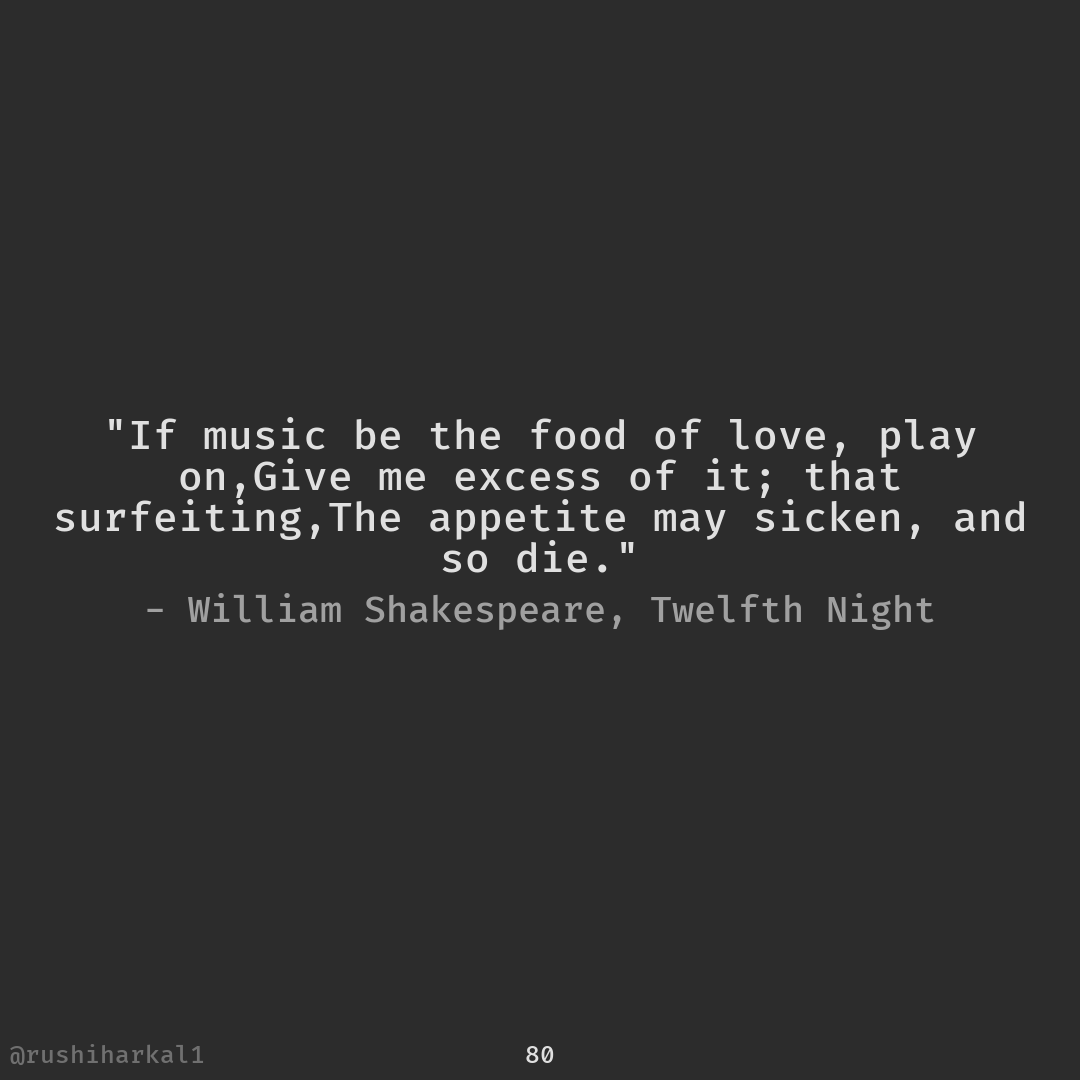 "If music be the food of love, play
on,Give me excess of it; that
surfeiting,The appetite may sicken, and
so die."
– William Shakespeare, Twelfth Night
@rushiharkal1
80